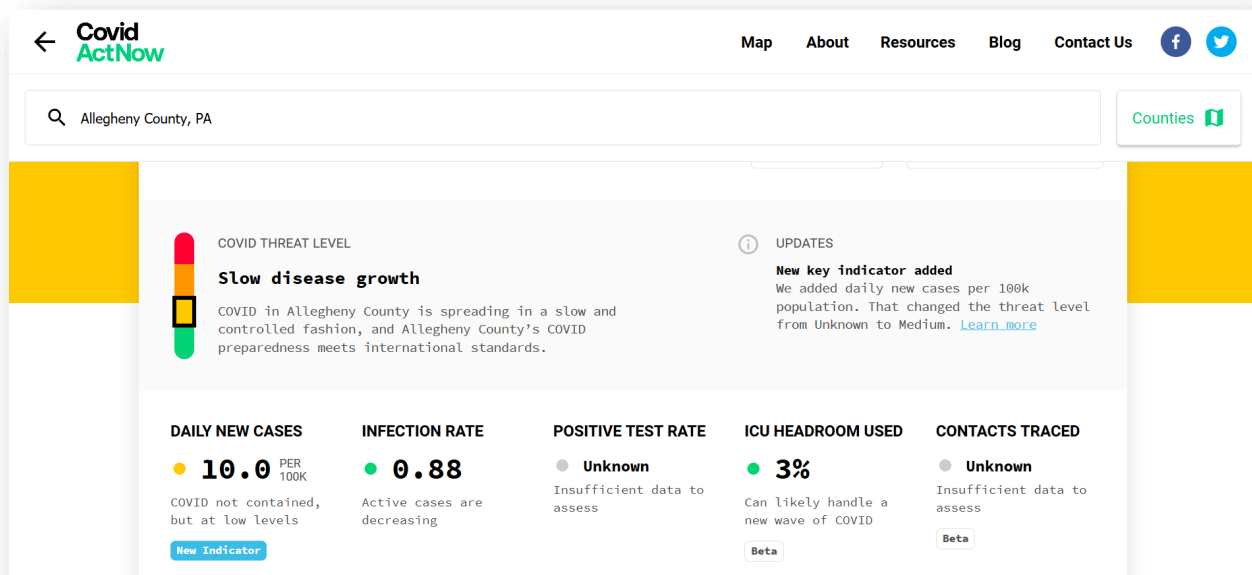 Covid
ActNow
Map
About
Resources
Blog
Contact Us
Allegheny County, PA
Counties
COVID THREAT LEVEL
Slow disease growth
COVID in Allegheny County is spreading in a slow and
controlled fashion, and Allegheny County’s COVID
preparedness meets international standards.
UPDATES
New key indicator added
We added daily new cases per 100k
population. That changed the threat level
from Unknown to Medium. Learn more
DAILY NEW CASES
10.0 PER
100K
COVID not contained,
but at low levels
New Indicator
INFECTION RATE
0.88
Active cases are
decreasing
POSITIVE TEST RATE
Unknown
Insufficient data to
assess
ICU HEADROOM USED
3%
Can likely handle a
new wave of COVID
Beta
CONTACTS TRACED
Unknown
Insufficient data to
assess
Beta